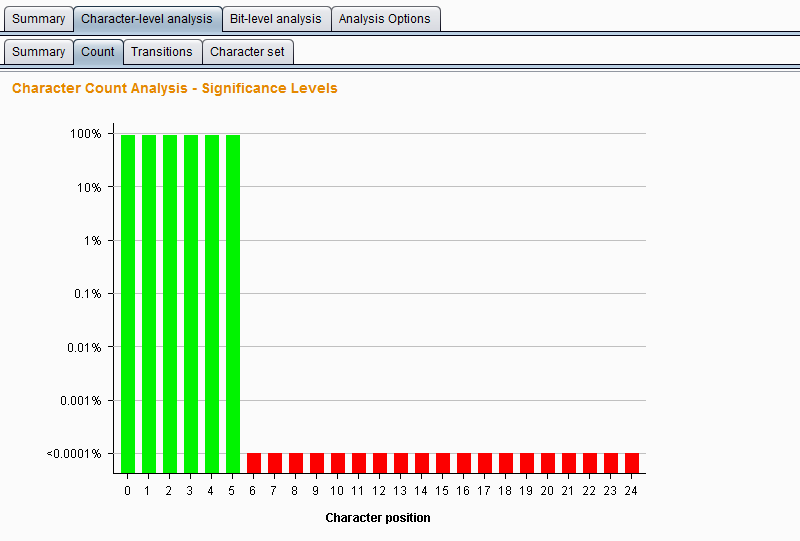 Summary Character-level analysis Bit-level analysis Analysis Options
Summary Count Transitions Character set
Character Count Analysis - Significance Levels
100%
10%
1%
0.1%
0.01%
0.001%
<0.0001%
0 1 2 3 4 5 6 7 8 9 10 11 12 13 14 15 16 17 18 19 20 21 22 23 24
Character position